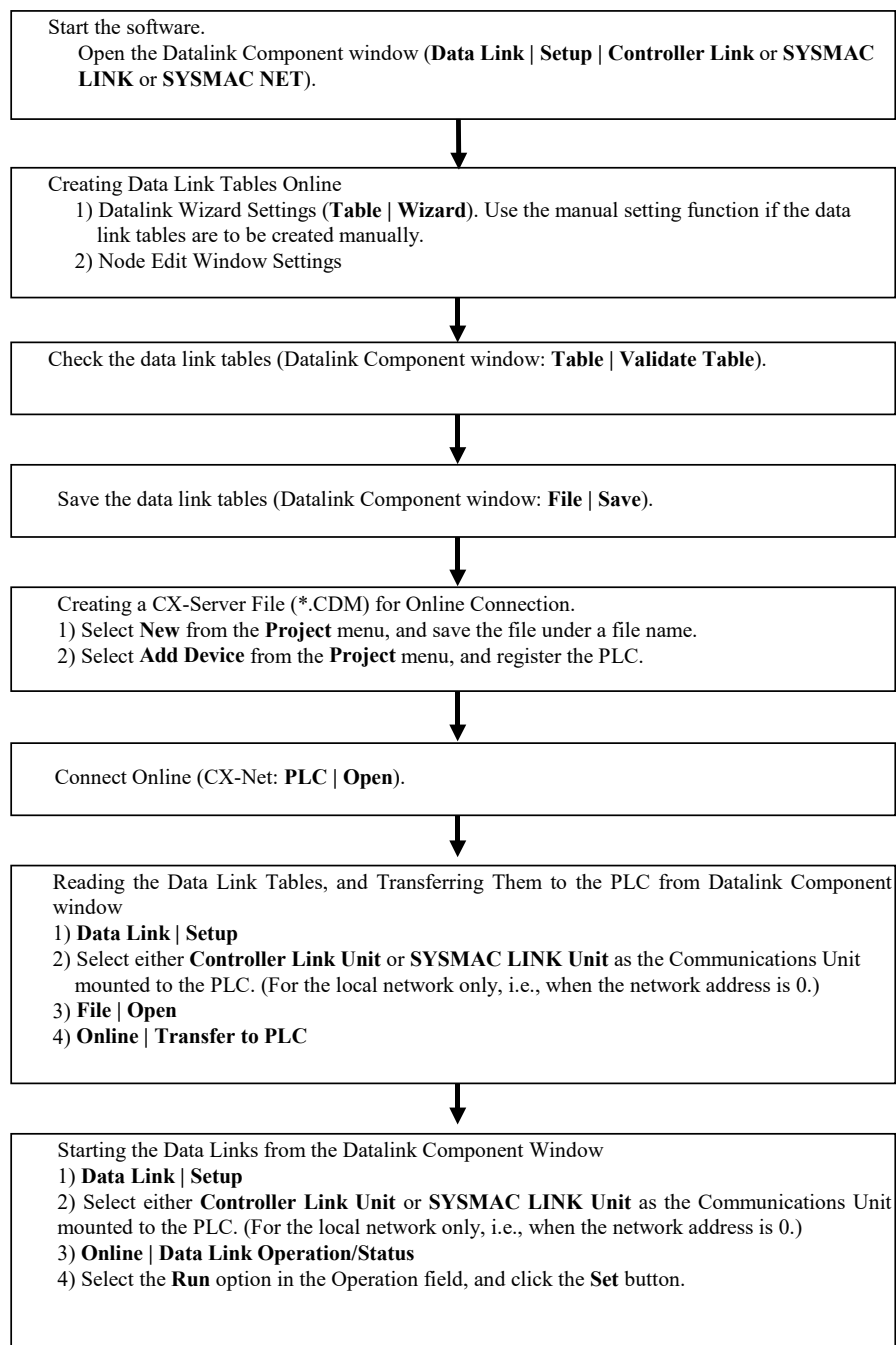 Start the software.
Open the Datalink Component window (Data Link | Setup | Controller Link or SYSMAC
LINK or SYSMAC NET).
Creating Data Link Tables Online
1) Datalink Wizard Settings (Table | Wizard). Use the manual setting function if the data
link tables are to be created manually.
2) Node Edit Window Settings
Check the data link tables (Datalink Component window: Table | Validate Table).
Save the data link tables (Datalink Component window: File | Save).
Creating a CX-Server File (*.CDM) for Online Connection.
1) Select New from the Project menu, and save the file under a file name.
2) Select Add Device from the Project menu, and register the PLC.
Connect Online (CX-Net: PLC | Open).
Reading the Data Link Tables, and Transferring Them to the PLC from Datalink Component
window
1) Data Link | Setup
2) Select either Controller Link Unit or SYSMAC LINK Unit as the Communications Unit
mounted to the PLC. (For the local network only, i.e., when the network address is 0.)
3) File | Open
4) Online | Transfer to PLC
Starting the Data Links from the Datalink Component Window
1) Data Link | Setup
2) Select either Controller Link Unit or SYSMAC LINK Unit as the Communications Unit
mounted to the PLC. (For the local network only, i.e., when the network address is 0.)
3) Online | Data Link Operation/Status
4) Select the Run option in the Operation field, and click the Set button.